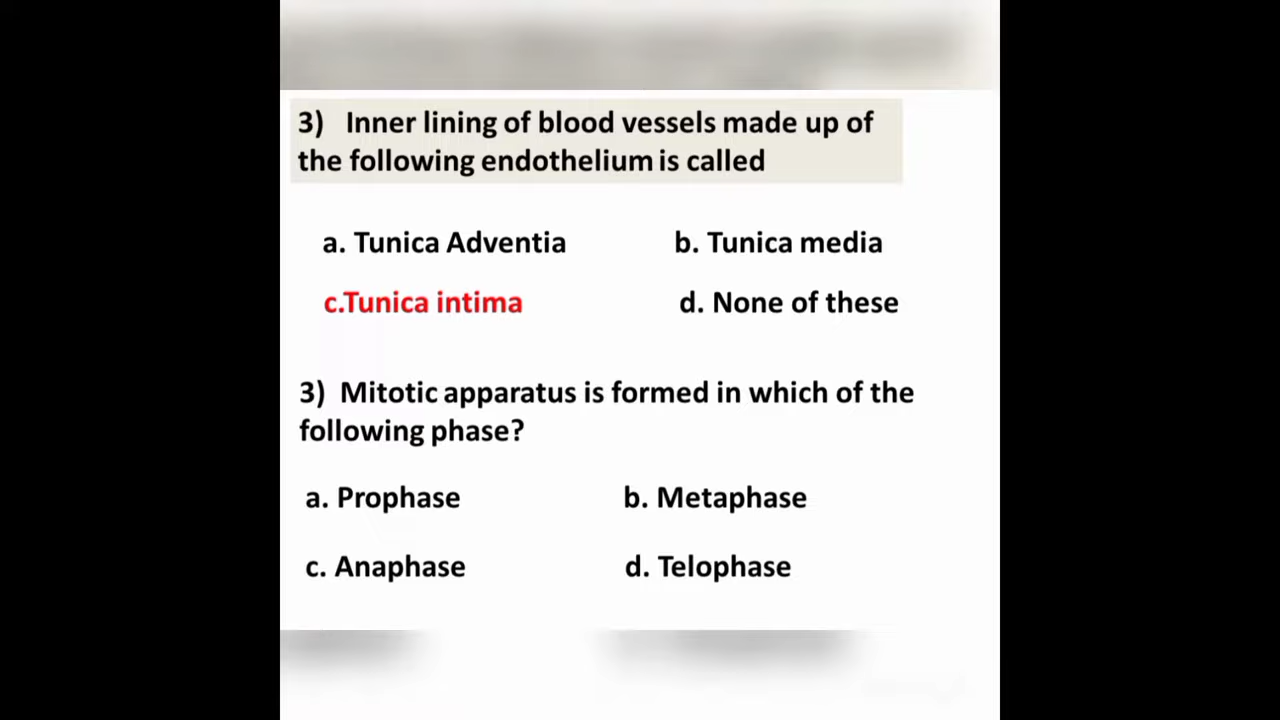 3) Inner lining of blood vessels made up of
the following endothelium is called
a. Tunica Adventia b. Tunica media
c.Tunica intima d. None of these
3) Mitotic apparatus is formed in which of the
following phase?
a. Prophase b. Metaphase
c. Anaphase d. Telophase